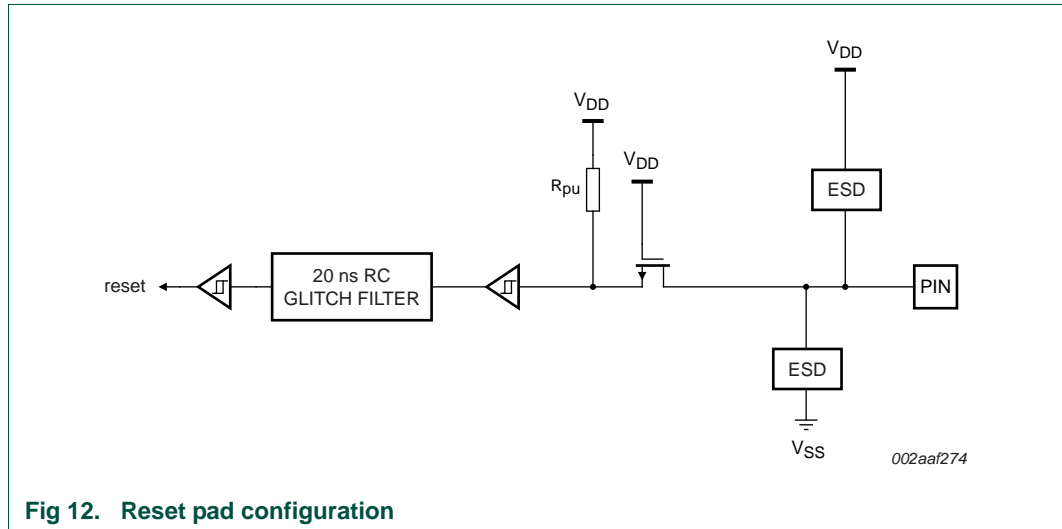 VDD
VDD
VDD
Rpu
ESD
reset
20 ns RC
GLITCH FILTER
PIN
ESD
VSS
002aaf274
Fig 12. Reset pad configuration